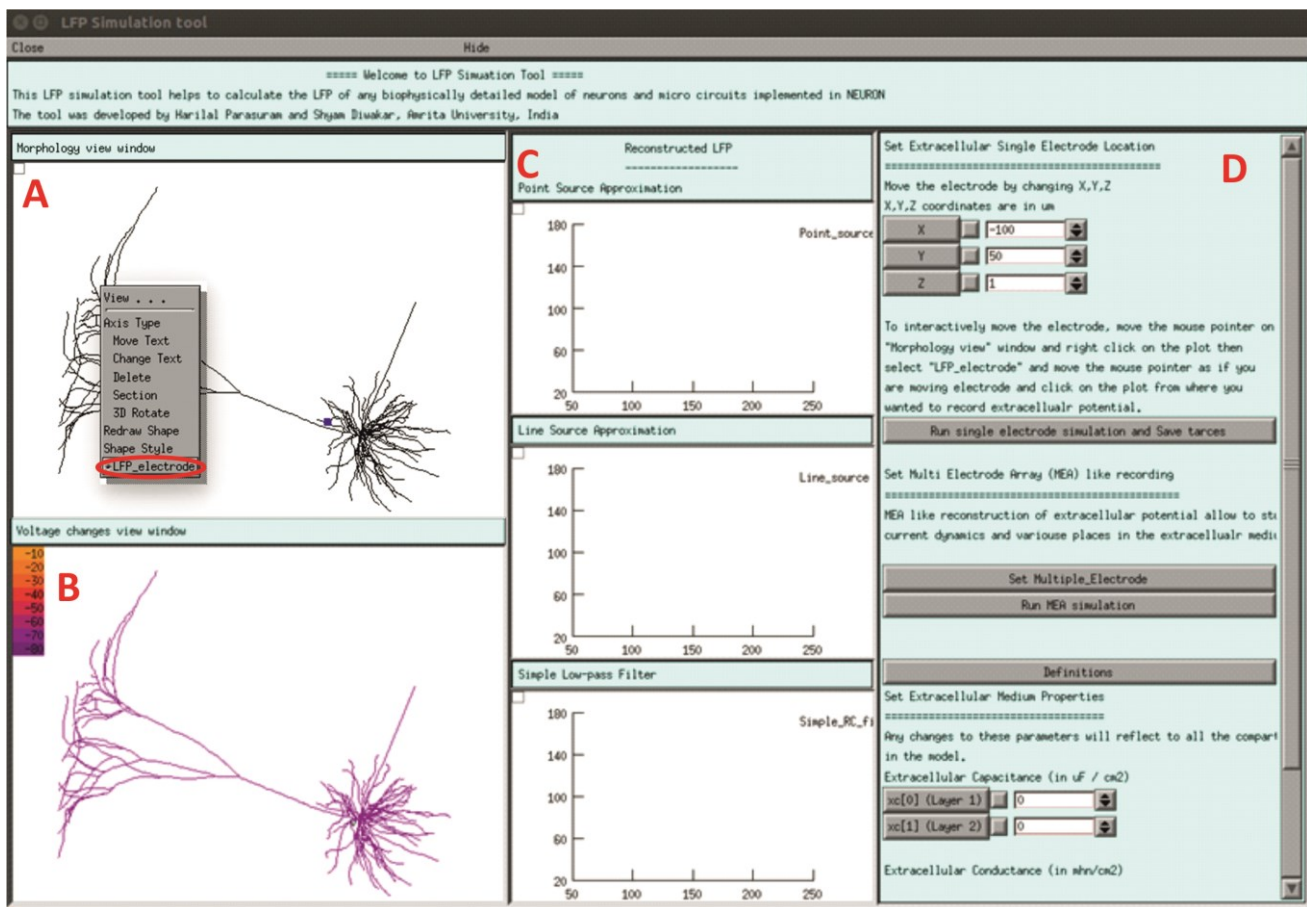 LFP Simulation tool
Close Hide
===== Welcome to LFP Simuation Tool =====
This LFP simulation tool helps to calculate the LFP of any biophysically detailed model of neurons and micro circuits implemented in NEURON
The tool was developed by Harilal Parasuram and Shyam Diwakar, Amrita University, India
Morphology view window
A
View . . .
Axis Type
Move Text
Change Text
Delete
Section
3D Rotate
Redraw Shape
Shape Style
LFP_electrode
Voltage changes view window
-10
-20
-30
-40
-50
-60
-70
-80
B
C
Reconstructed LFP
------------------
Point Source Approximation
180
Point_source
140
100
60
20
50 100 150 200 250
Line Source Approximation
180
Line_source
140
100
60
20
50 100 150 200 250
Simple Low-pass Filter
180
Simple_RC_fi
140
100
60
20
50 100 150 200 250
D
Set Extracellular Single Electrode Location
==========================================
Move the electrode by changing X,Y,Z
X,Y,Z coordinates are in um
X -100
Y 50
Z 1
To interactively move the electrode, move the mouse pointer on
"Morphology view" window and right click on the plot then
select "LFP_electrode" and move the mouse pointer as if you
are moving electrode and click on the plot from where you
wanted to record extracellualr potential.
Run single electrode simulation and Save tarces
Set Multi Electrode Array (MEA) like recording
=============================================
MEA like reconstruction of extracellular potential allow to stu
current dynamics and variouse places in the extracellualr mediu
Set Multiple_Electrode
Run MEA simulation
Definitions
Set Extracellular Medium Properties
=================================
Any changes to these parameters will reflect to all the compart
in the model.
Extracellular Capacitance (in uF / cm2)
xc[0] (Layer 1) 0
xc[1] (Layer 2) 0
Extracellular Conductance (in mhn/cm2)